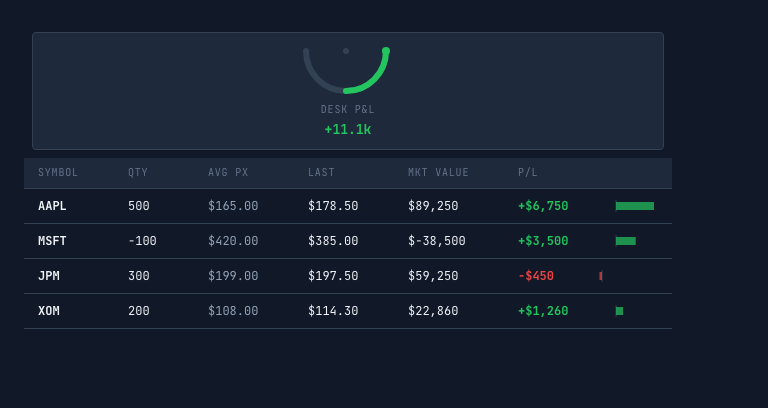 DESK P&L
+11.1k
SYMBOL QTY AVG PX LAST MKT VALUE P/L
AAPL 500 $165.00 $178.50 $89,250 +$6,750
MSFT -100 $420.00 $385.00 $-38,500 +$3,500
JPM 300 $199.00 $197.50 $59,250 -$450
XOM 200 $108.00 $114.30 $22,860 +$1,260